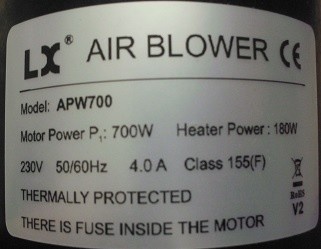 LX® AIR BLOWER CE
Model: APW700
Motor Power P₁: 700W Heater Power: 180W
230V 50/60Hz 4.0 A Class 155(F)
THERMALLY PROTECTED RoHS
THERE IS FUSE INSIDE THE MOTOR V2